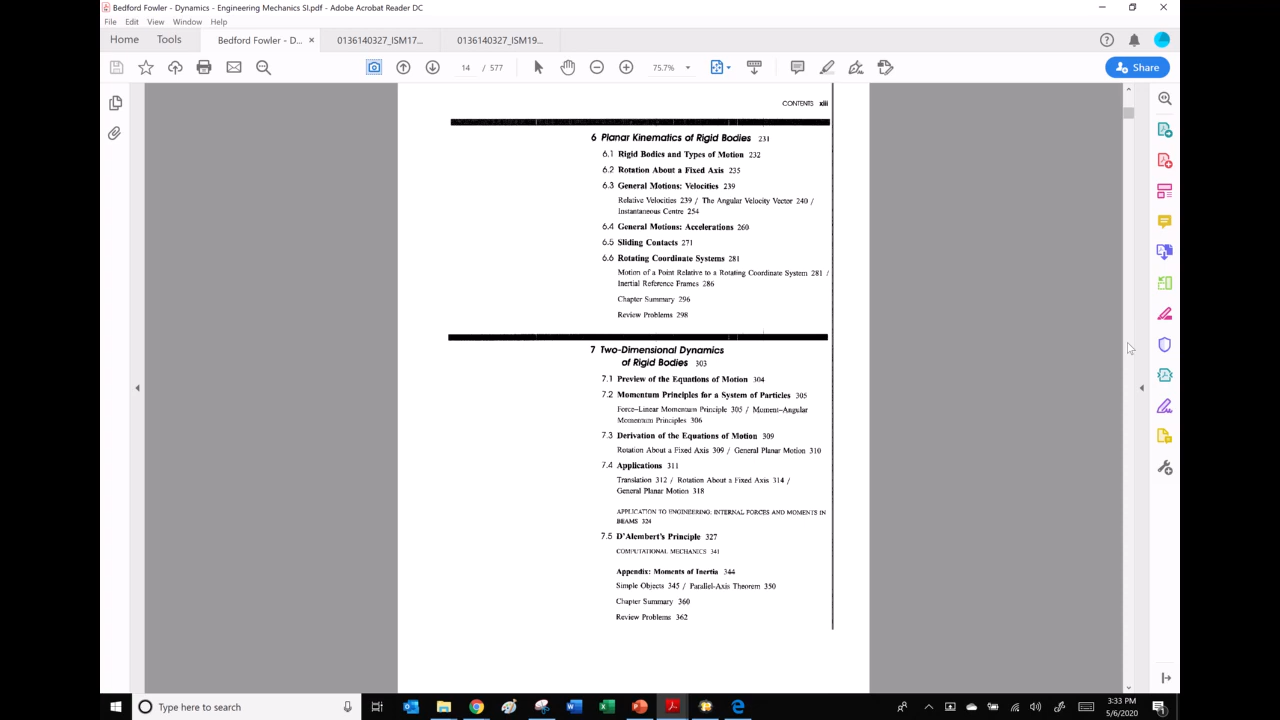 Bedford Fowler - Dynamics - Engineering Mechanics SI.pdf - Adobe Acrobat Reader DC
File Edit View Window Help
Home Tools Bedford Fowler - D... × 0136140327_ISM17... 0136140327_ISM19...
14 / 577 75.7% Share
CONTENTS xiii
6 Planar Kinematics of Rigid Bodies 231
6.1 Rigid Bodies and Types of Motion 232
6.2 Rotation About a Fixed Axis 235
6.3 General Motions: Velocities 239
Relative Velocities 239 / The Angular Velocity Vector 240 /
Instantaneous Centre 254
6.4 General Motions: Accelerations 260
6.5 Sliding Contacts 271
6.6 Rotating Coordinate Systems 281
Motion of a Point Relative to a Rotating Coordinate System 281 /
Inertial Reference Frames 286
Chapter Summary 296
Review Problems 298
7 Two-Dimensional Dynamics
of Rigid Bodies 303
7.1 Preview of the Equations of Motion 304
7.2 Momentum Principles for a System of Particles 305
Force–Linear Momentum Principle 305 / Moment–Angular
Momentum Principles 306
7.3 Derivation of the Equations of Motion 309
Rotation About a Fixed Axis 309 / General Planar Motion 310
7.4 Applications 311
Translation 312 / Rotation About a Fixed Axis 314 /
General Planar Motion 318
APPLICATION TO ENGINEERING: INTERNAL FORCES AND MOMENTS IN
BEAMS 324
7.5 D'Alembert's Principle 327
COMPUTATIONAL MECHANICS 341
Appendix: Moments of Inertia 344
Simple Objects 345 / Parallel-Axis Theorem 350
Chapter Summary 360
Review Problems 362
Type here to search
3:33 PM
5/6/2020